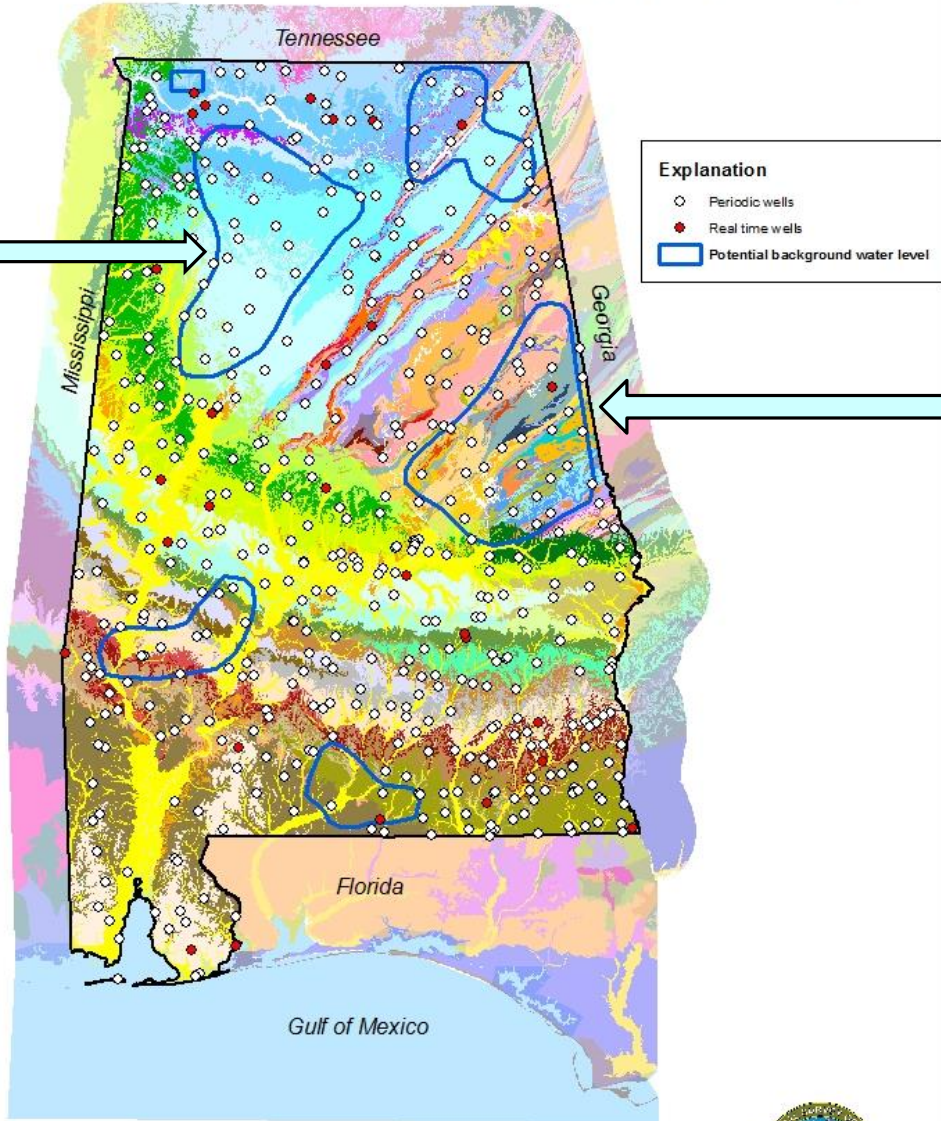 Tennessee
Explanation
Periodic wells
Real time wells
Potential background water level
Mississippi
Georgia
Florida
Gulf of Mexico